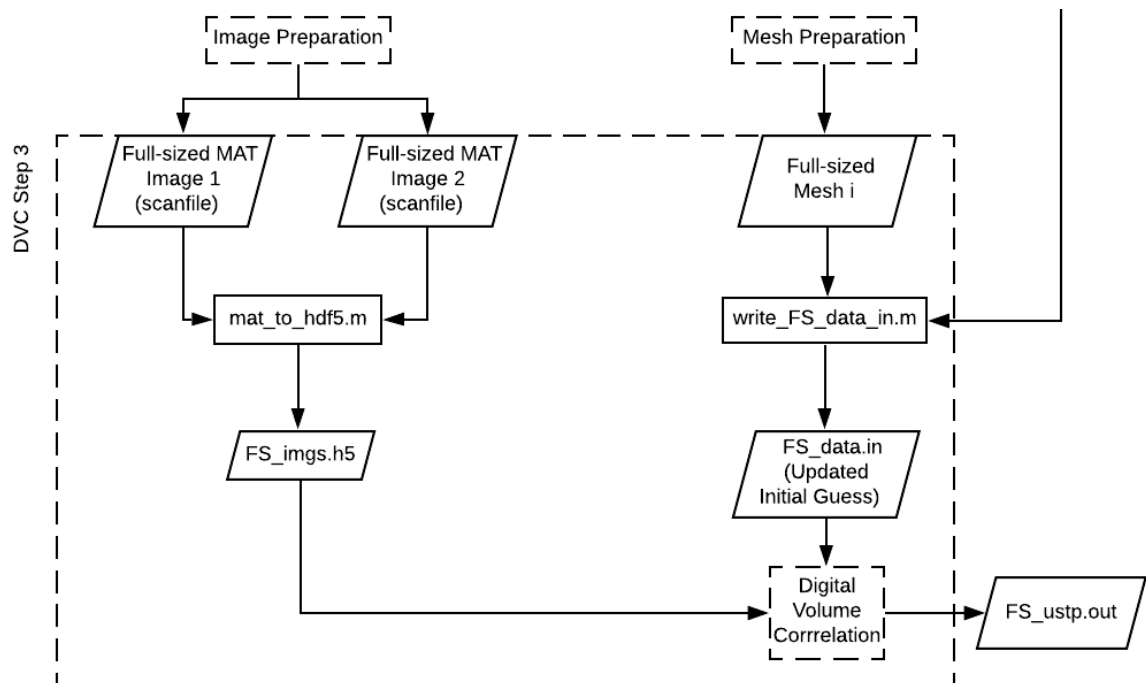 Image Preparation
Mesh Preparation
DVC Step 3
Full-sized MAT
Image 1
(scanfile)
Full-sized MAT
Image 2
(scanfile)
Full-sized
Mesh i
mat_to_hdf5.m
write_FS_data_in.m
FS_imgs.h5
FS_data.in
(Updated
Initial Guess)
Digital
Volume
Corrrelation
FS_ustp.out